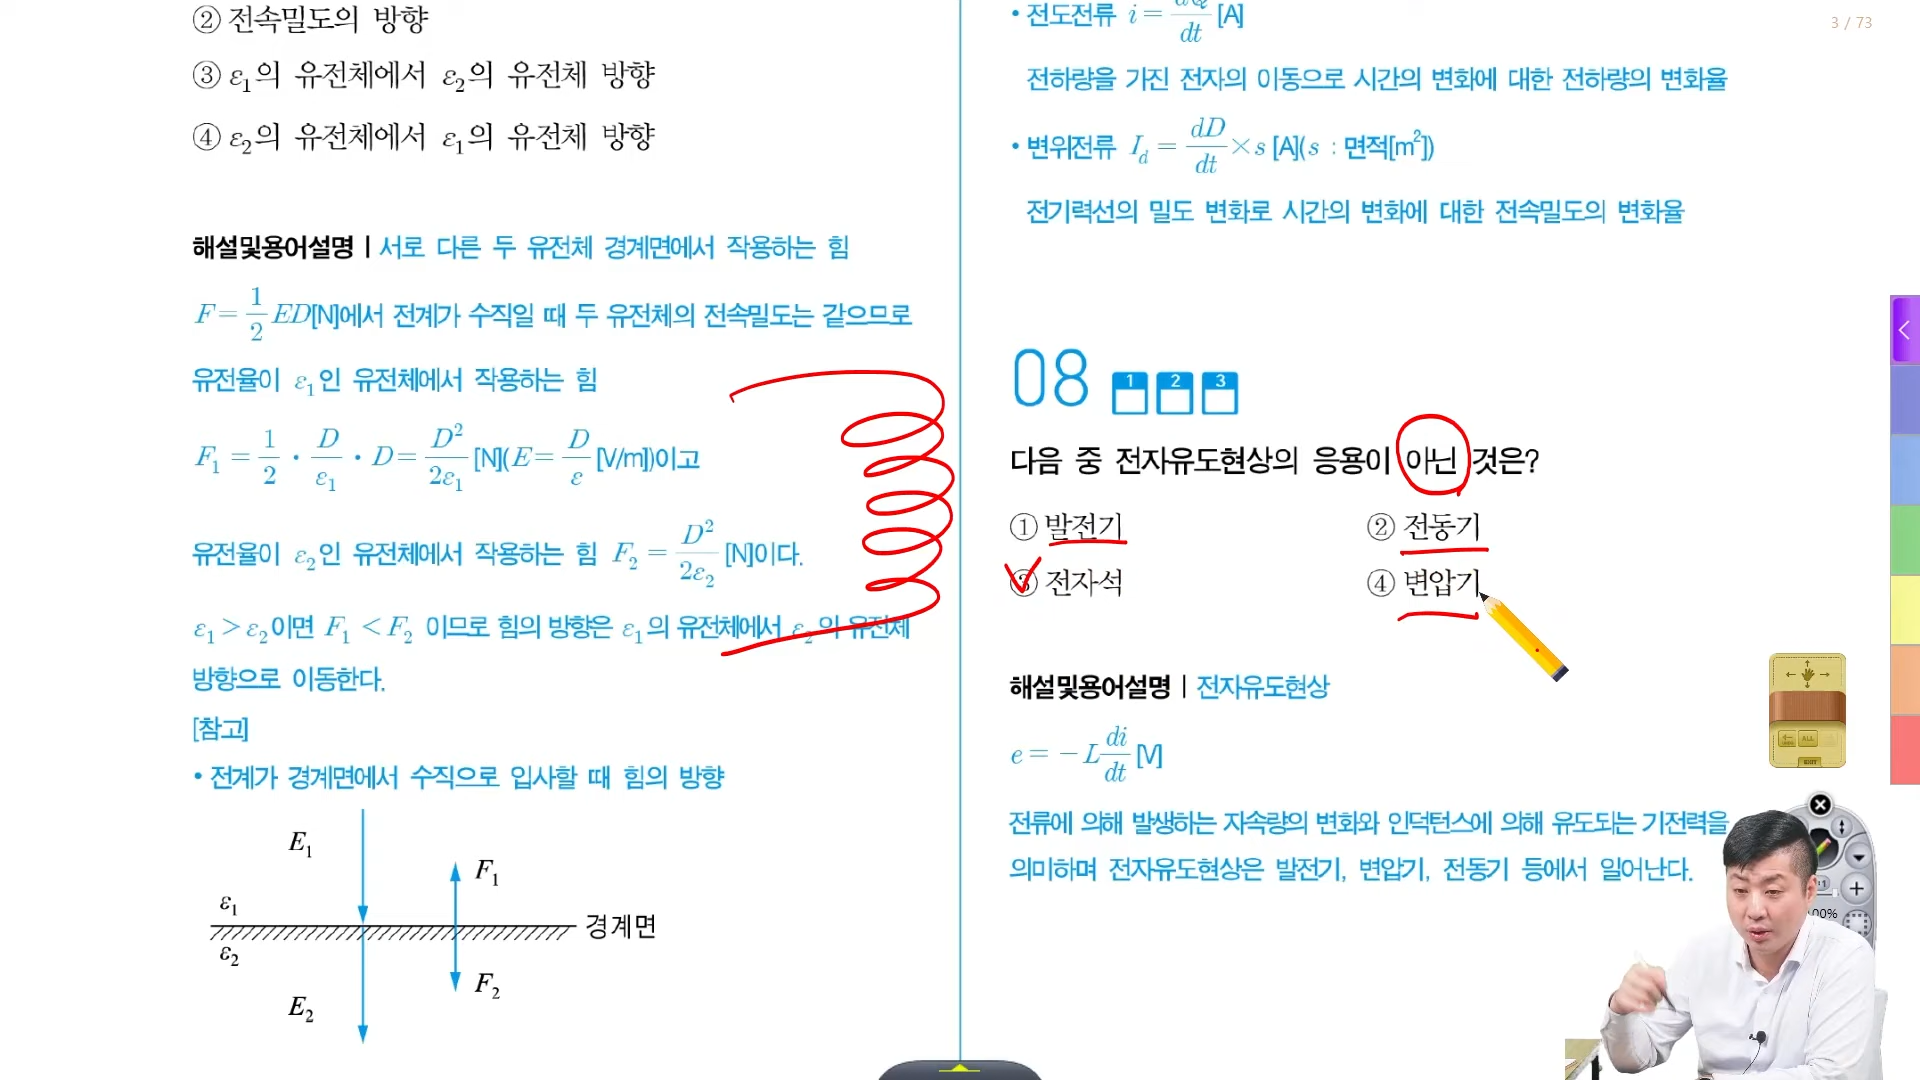 ② 전속밀도의 방향
③ ε₁의 유전체에서 ε₂의 유전체 방향
④ ε₂의 유전체에서 ε₁의 유전체 방향
해설및용어설명 | 서로 다른 두 유전체 경계면에서 작용하는 힘
F = 1/2 ED[N]에서 전계가 수직일 때 두 유전체의 전속밀도는 같으므로
유전율이 ε₁인 유전체에서 작용하는 힘
F₁ = 1/2 · D/ε₁ · D = D²/2ε₁ [N](E = D/ε [V/m])이고
유전율이 ε₂인 유전체에서 작용하는 힘 F₂ = D²/2ε₂ [N]이다.
ε₁ > ε₂이면 F₁ < F₂ 이므로 힘의 방향은 ε₁의 유전체에서 ε₂의 유전체
방향으로 이동한다.
[참고]
• 전계가 경계면에서 수직으로 입사할 때 힘의 방향
E₁
F₁
ε₁
경계면
ε₂
F₂
E₂
• 전도전류 i = dQ/dt [A]
전하량을 가진 전자의 이동으로 시간의 변화에 대한 전하량의 변화율
• 변위전류 I_d = dD/dt × s [A](s : 면적[m²])
전기력선의 밀도 변화로 시간의 변화에 대한 전속밀도의 변화율
08 1 2 3
다음 중 전자유도현상의 응용이 아닌 것은?
① 발전기 ② 전동기
③ 전자석 ④ 변압기
해설및용어설명 | 전자유도현상
e = −L di/dt [V]
전류에 의해 발생하는 자속량의 변화와 인덕턴스에 의해 유도되는 기전력을
의미하며 전자유도현상은 발전기, 변압기, 전동기 등에서 일어난다.
3 / 73
ALL